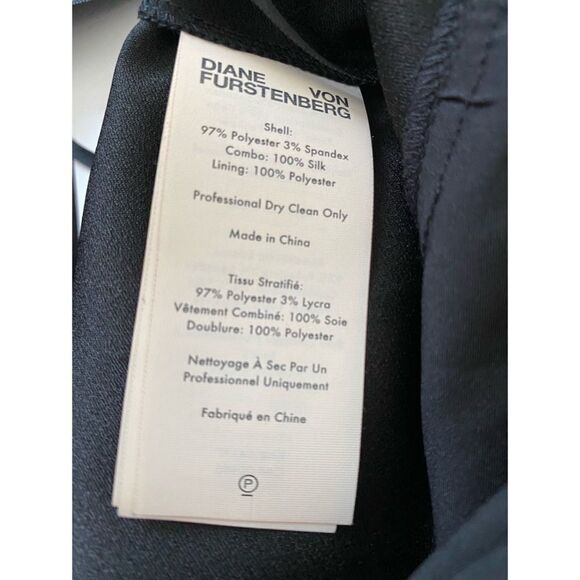 DIANE VON
FURSTENBERG
Shell:
97% Polyester 3% Spandex
Combo: 100% Silk
Lining: 100% Polyester
Professional Dry Clean Only
Made in China
Tissu Stratifié:
97% Polyester 3% Lycra
Vêtement Combiné: 100% Soie
Doublure: 100% Polyester
Nettoyage À Sec Par Un
Professionnel Uniquement
Fabriqué en Chine
P